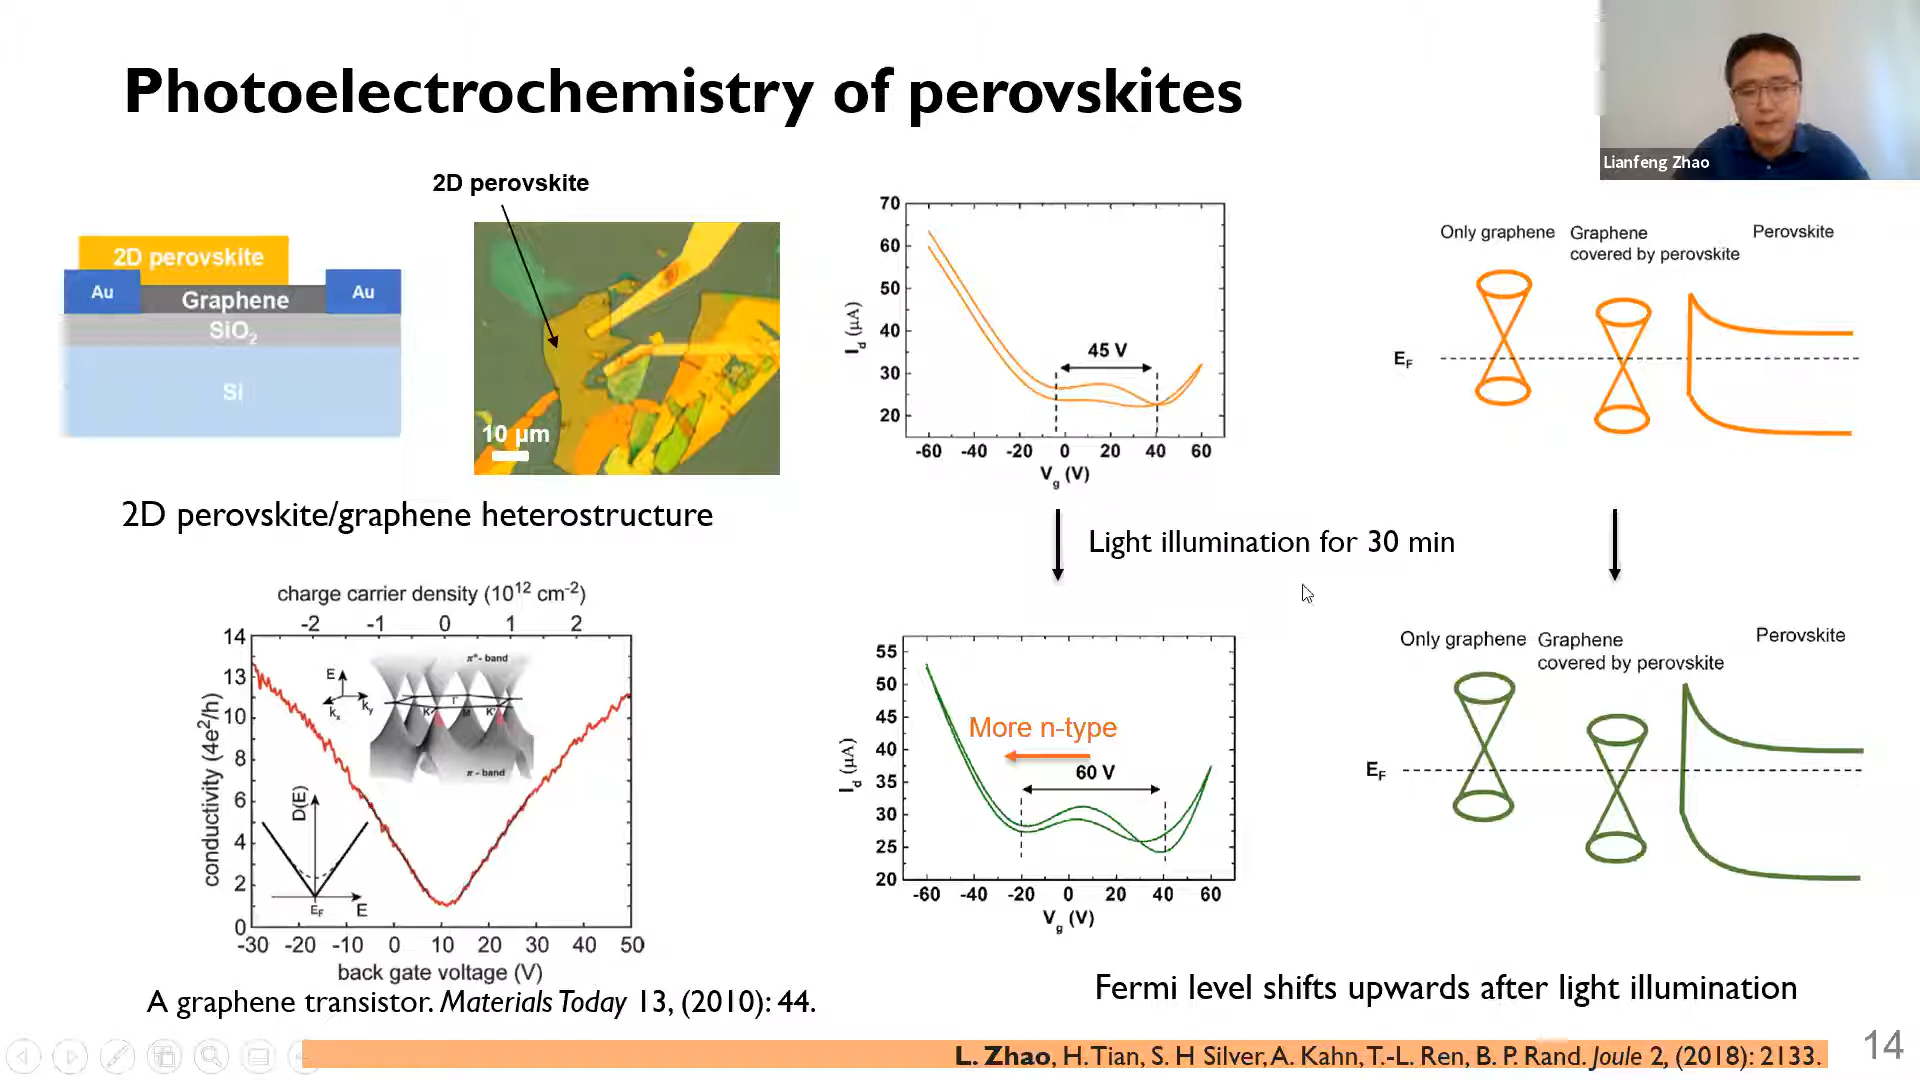 Photoelectrochemistry of perovskites
Lianfeng Zhao
2D perovskite
2D perovskite
Au
Graphene
Au
SiO2
Si
10 μm
2D perovskite/graphene heterostructure
70
60
50
40
30
20
Id (μA)
45 V
-60 -40 -20 0 20 40 60
Vg (V)
Only graphene
Graphene
covered by perovskite
Perovskite
EF
Light illumination for 30 min
charge carrier density (10^12 cm^-2)
-2 -1 0 1 2
14
13
10
8
6
4
2
0
conductivity (4e^2/h)
π*- band
E
kx
ky
K
Γ
M
K'
π - band
D(E)
EF
E
-30 -20 -10 0 10 20 30 40 50
back gate voltage (V)
A graphene transistor. Materials Today 13, (2010): 44.
55
50
45
40
35
30
25
20
Id (μA)
More n-type
60 V
-60 -40 -20 0 20 40 60
Vg (V)
Only graphene
Graphene
covered by perovskite
Perovskite
EF
Fermi level shifts upwards after light illumination
L. Zhao, H. Tian, S. H Silver, A. Kahn, T.-L. Ren, B. P. Rand. Joule 2, (2018): 2133.
14